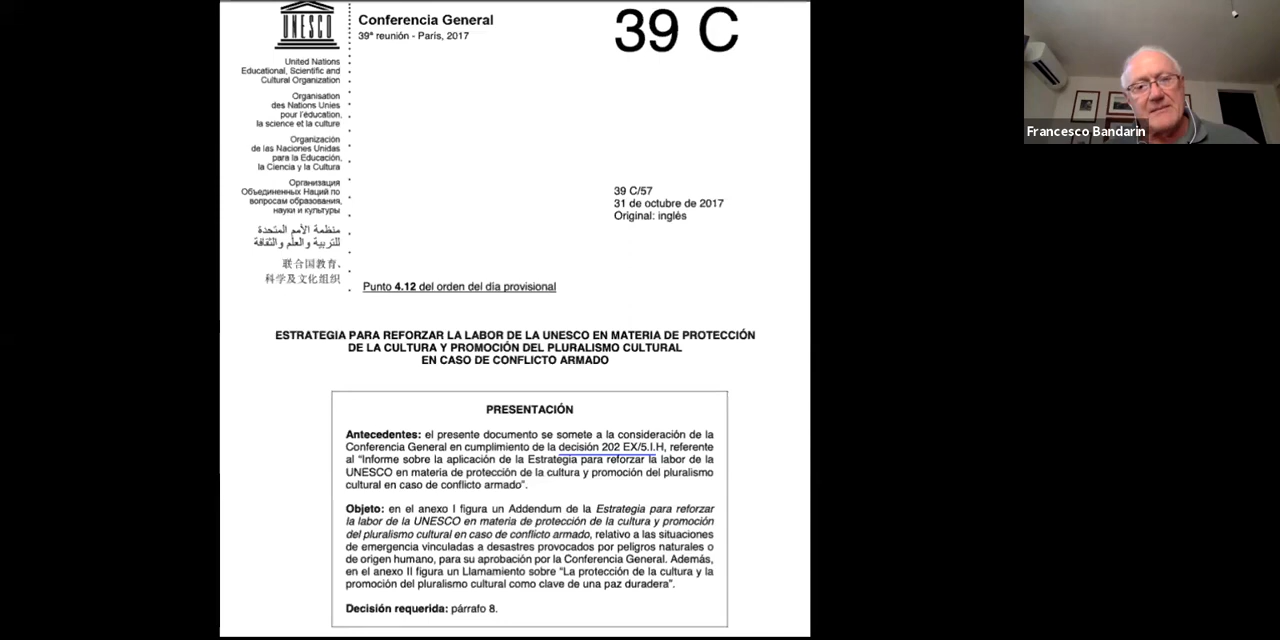 UNESCO
Conferencia General
39ª reunión - París, 2017
39 C
United Nations
Educational, Scientific and
Cultural Organization
Organisation
des Nations Unies
pour l'éducation,
la science et la culture
Organización
de las Naciones Unidas
para la Educación,
la Ciencia y la Cultura
Организация
Объединенных Наций по
вопросам образования,
науки и культуры
منظمة الأمم المتحدة
للتربية والعلم والثقافة
联合国教育、
科学及文化组织
39 C/57
31 de octubre de 2017
Original: inglés
Punto 4.12 del orden del día provisional
ESTRATEGIA PARA REFORZAR LA LABOR DE LA UNESCO EN MATERIA DE PROTECCIÓN
DE LA CULTURA Y PROMOCIÓN DEL PLURALISMO CULTURAL
EN CASO DE CONFLICTO ARMADO
PRESENTACIÓN
Antecedentes: el presente documento se somete a la consideración de la
Conferencia General en cumplimiento de la decisión 202 EX/5.I.H, referente
al “Informe sobre la aplicación de la Estrategia para reforzar la labor de la
UNESCO en materia de protección de la cultura y promoción del pluralismo
cultural en caso de conflicto armado”.
Objeto: en el anexo I figura un Addendum de la Estrategia para reforzar
la labor de la UNESCO en materia de protección de la cultura y promoción
del pluralismo cultural en caso de conflicto armado, relativo a las situaciones
de emergencia vinculadas a desastres provocados por peligros naturales o
de origen humano, para su aprobación por la Conferencia General. Además,
en el anexo II figura un Llamamiento sobre “La protección de la cultura y la
promoción del pluralismo cultural como clave de una paz duradera”.
Decisión requerida: párrafo 8.
Francesco Bandarin